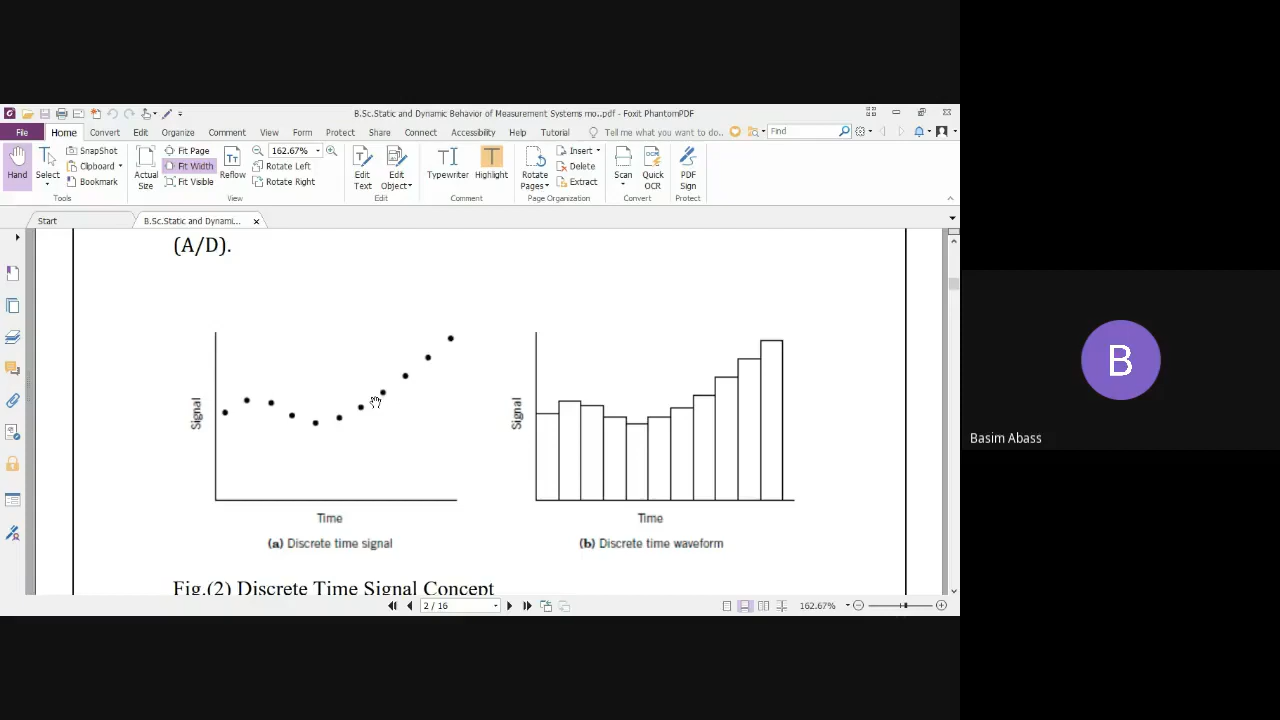 B.Sc.Static and Dynamic Behavior of Measurement Systems mo..pdf - Foxit PhantomPDF
File Home Convert Edit Organize Comment View Form Protect Share Connect Accessibility Help Tutorial Tell me what you want to do.. Find
Hand
Select
SnapShot
Clipboard
Bookmark
Tools
Actual
Size
Fit Page
Fit Width
Fit Visible
Reflow
162.67%
Rotate Left
Rotate Right
View
Edit
Text
Edit
Object
Edit
Typewriter
Highlight
Comment
Rotate
Pages
Insert
Delete
Extract
Page Organization
Scan
Quick
OCR
Convert
PDF
Sign
Protect
Start
B.Sc.Static and Dynami...
(A/D).
Signal
Time
(a) Discrete time signal
Signal
Time
(b) Discrete time waveform
Fig.(2) Discrete Time Signal Concept
2 / 16
162.67%
B
Basim Abass